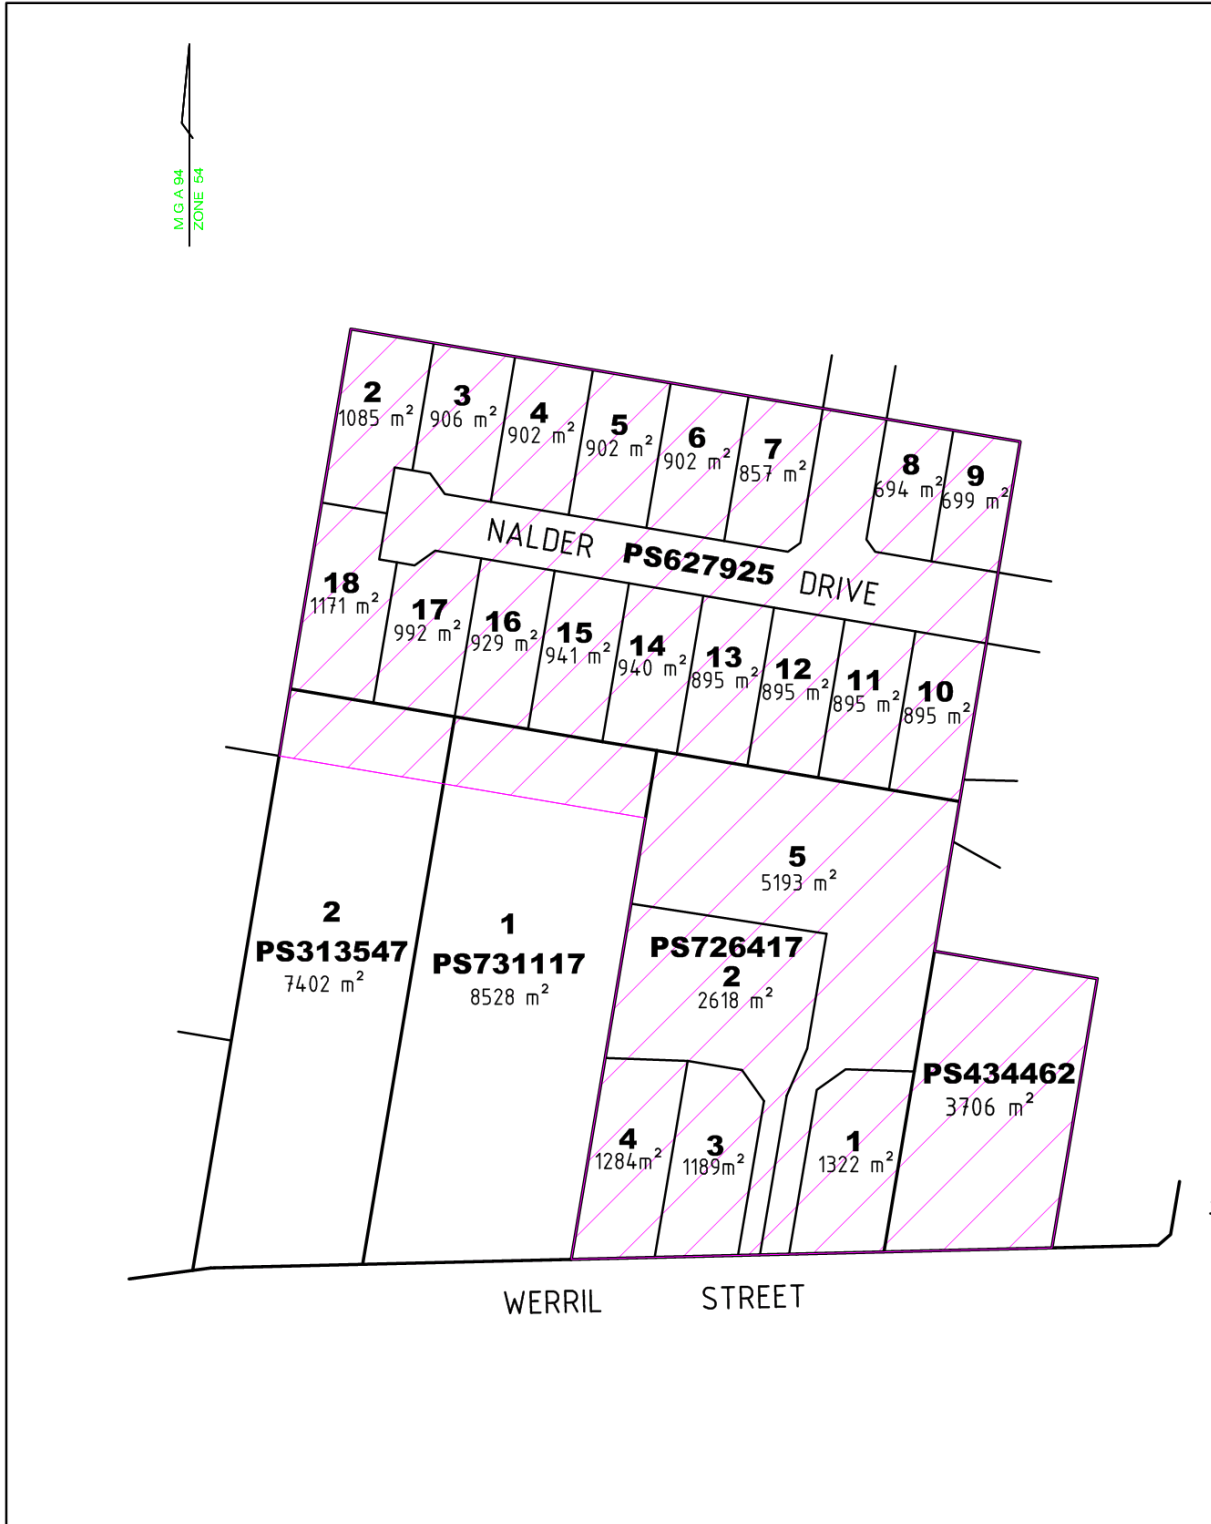 M G A 94
ZONE 54
2
1085 m²
3
906 m²
4
902 m²
5
902 m²
6
902 m²
7
857 m²
8
694 m²
9
699 m²
NALDER PS627925 DRIVE
18
1171 m²
17
992 m²
16
929 m²
15
941 m²
14
940 m²
13
895 m²
12
895 m²
11
895 m²
10
895 m²
5
5193 m²
2
PS313547
7402 m²
1
PS731117
8528 m²
PS726417
2
2618 m²
PS434462
3706 m²
4
1284m²
3
1189m²
1
1322 m²
WERRIL STREET